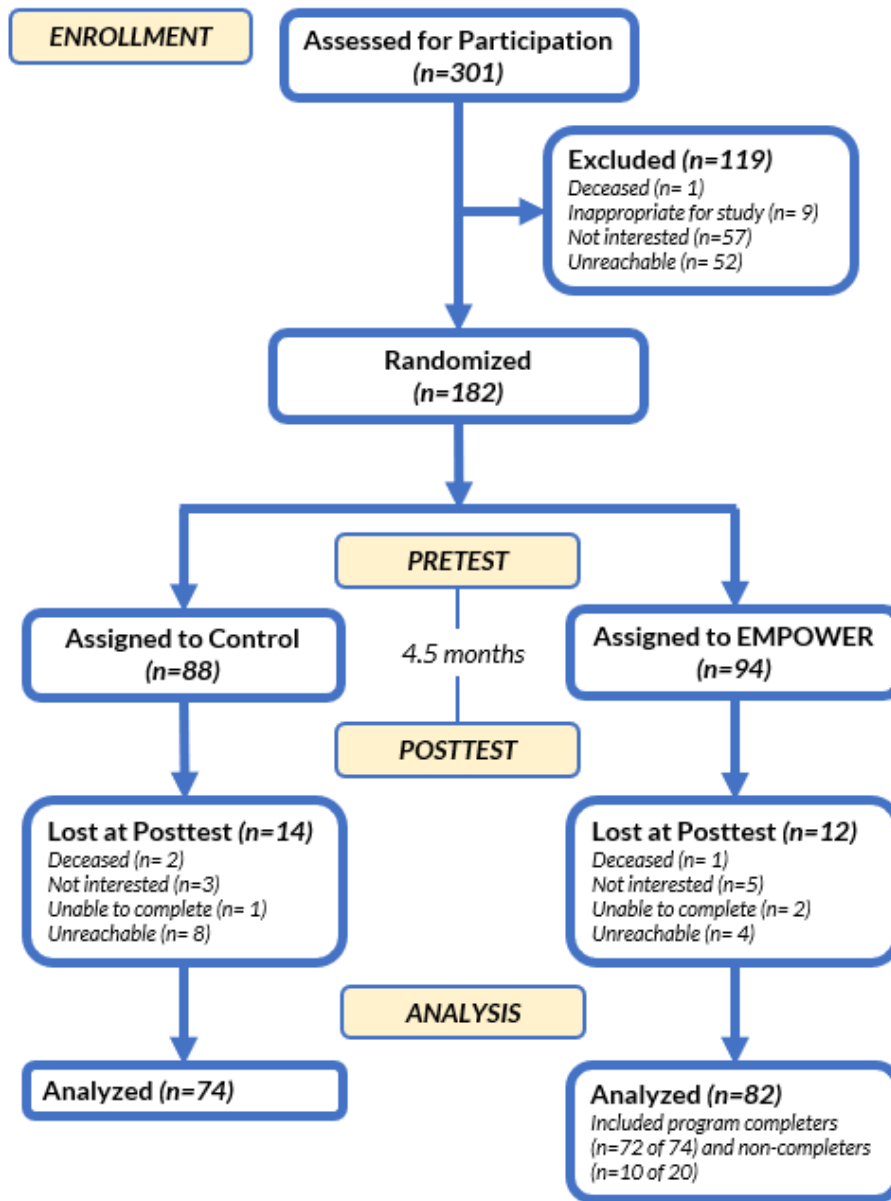 ENROLLMENT
Assessed for Participation
(n=301)
Excluded (n=119)
Deceased (n= 1)
Inappropriate for study (n= 9)
Not interested (n=57)
Unreachable (n= 52)
Randomized
(n=182)
PRETEST
4.5 months
POSTTEST
Assigned to Control
(n=88)
Assigned to EMPOWER
(n=94)
Lost at Posttest (n=14)
Deceased (n= 2)
Not interested (n=3)
Unable to complete (n= 1)
Unreachable (n= 8)
Lost at Posttest (n=12)
Deceased (n= 1)
Not interested (n=5)
Unable to complete (n= 2)
Unreachable (n= 4)
ANALYSIS
Analyzed (n=74)
Analyzed (n=82)
Included program completers
(n=72 of 74) and non-completers
(n=10 of 20)